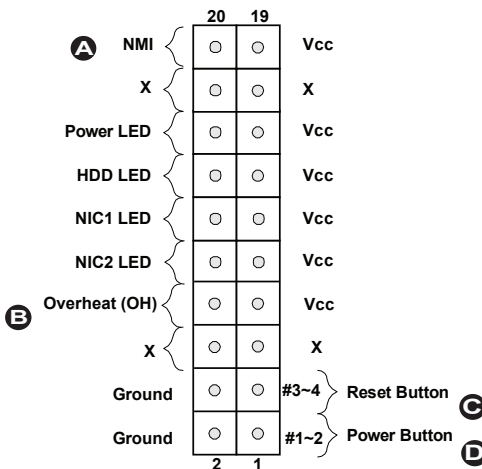 20 19
A NMI Vcc
X X
Power LED Vcc
HDD LED Vcc
NIC1 LED Vcc
NIC2 LED Vcc
B Overheat (OH) Vcc
X X
Ground #3~4 Reset Button C
Ground #1~2 Power Button D
2 1